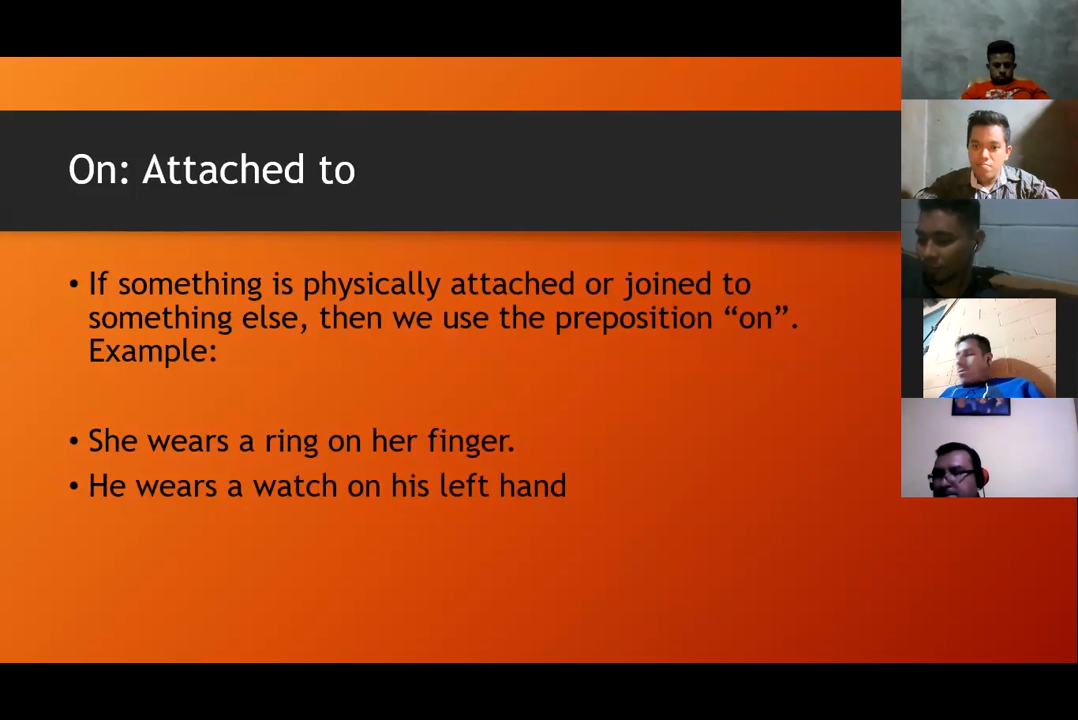 On: Attached to
• If something is physically attached or joined to
something else, then we use the preposition “on”.
Example:
• She wears a ring on her finger.
• He wears a watch on his left hand